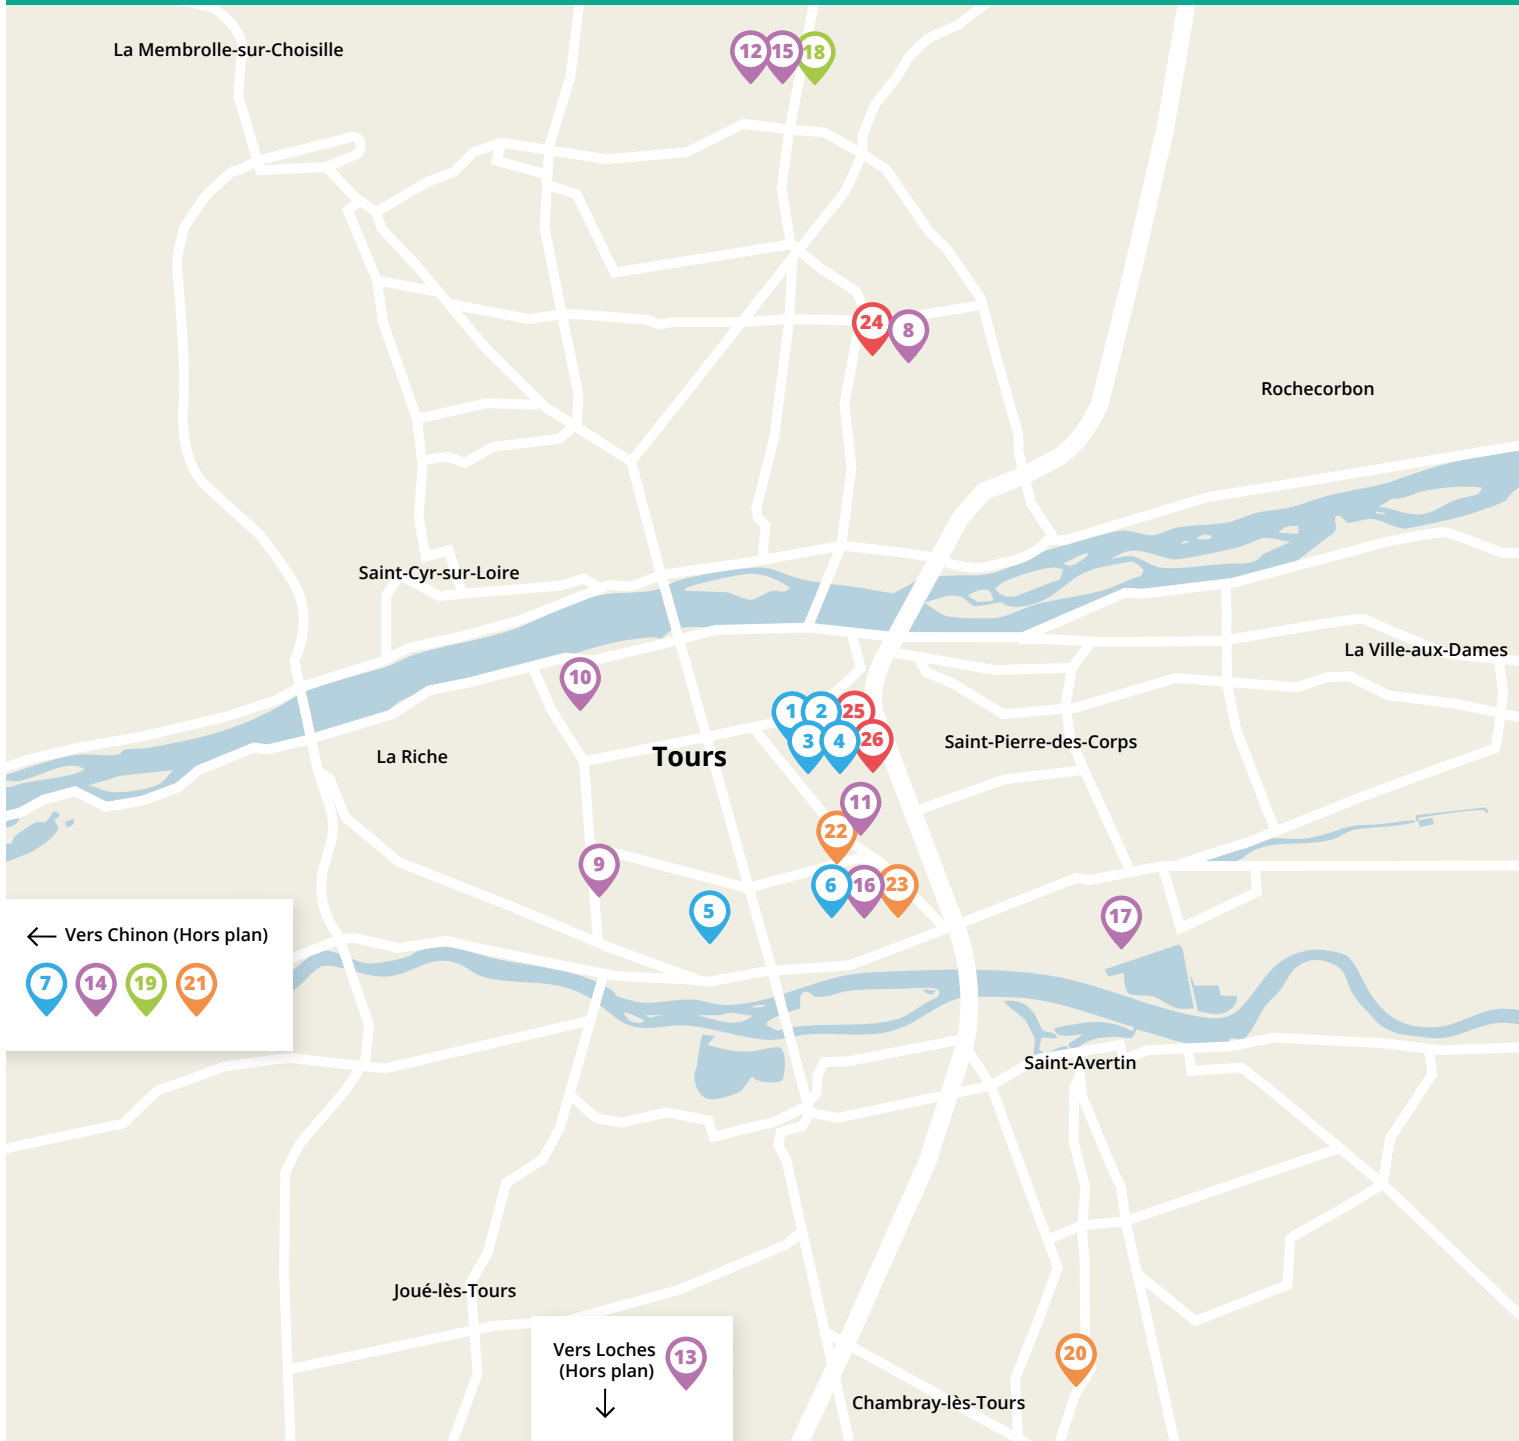 La Membrolle-sur-Choisille
12 15 18
24 8
Rochecorbon
Saint-Cyr-sur-Loire
La Ville-aux-Dames
10
1 2 25
3 4 26
Saint-Pierre-des-Corps
La Riche
Tours
11
22
9
6 16 23
5
17
← Vers Chinon (Hors plan)
7 14 19 21
Saint-Avertin
Joué-lès-Tours
Vers Loches
(Hors plan)
13
↓
20
Chambray-lès-Tours